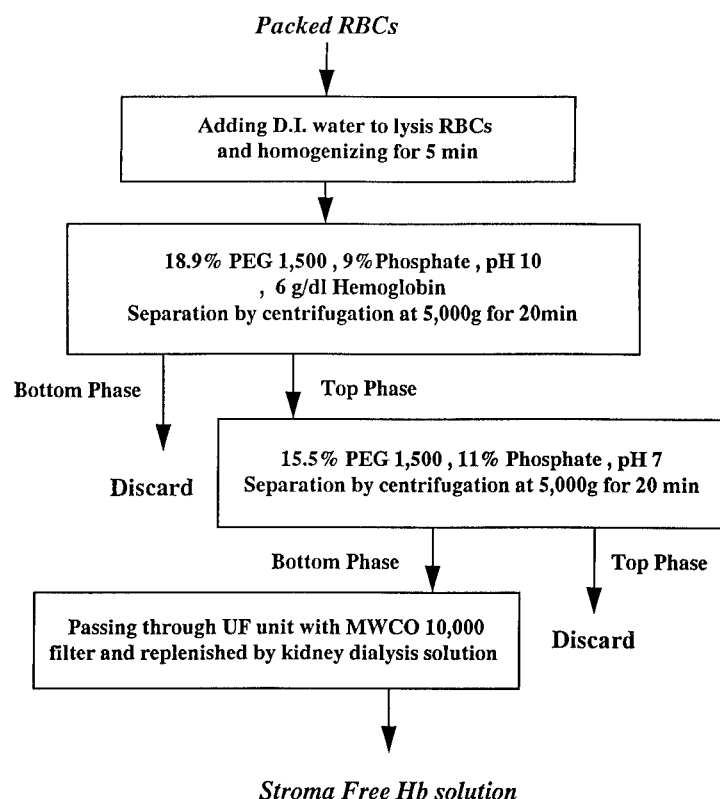 Packed RBCs
Adding D.I. water to lysis RBCs
and homogenizing for 5 min
18.9% PEG 1,500 , 9% Phosphate , pH 10
, 6 g/dl Hemoglobin
Separation by centrifugation at 5,000g for 20min
Bottom Phase
Top Phase
Discard
15.5% PEG 1,500 , 11% Phosphate , pH 7
Separation by centrifugation at 5,000g for 20 min
Bottom Phase
Top Phase
Discard
Passing through UF unit with MWCO 10,000
filter and replenished by kidney dialysis solution
Stroma Free Hb solution